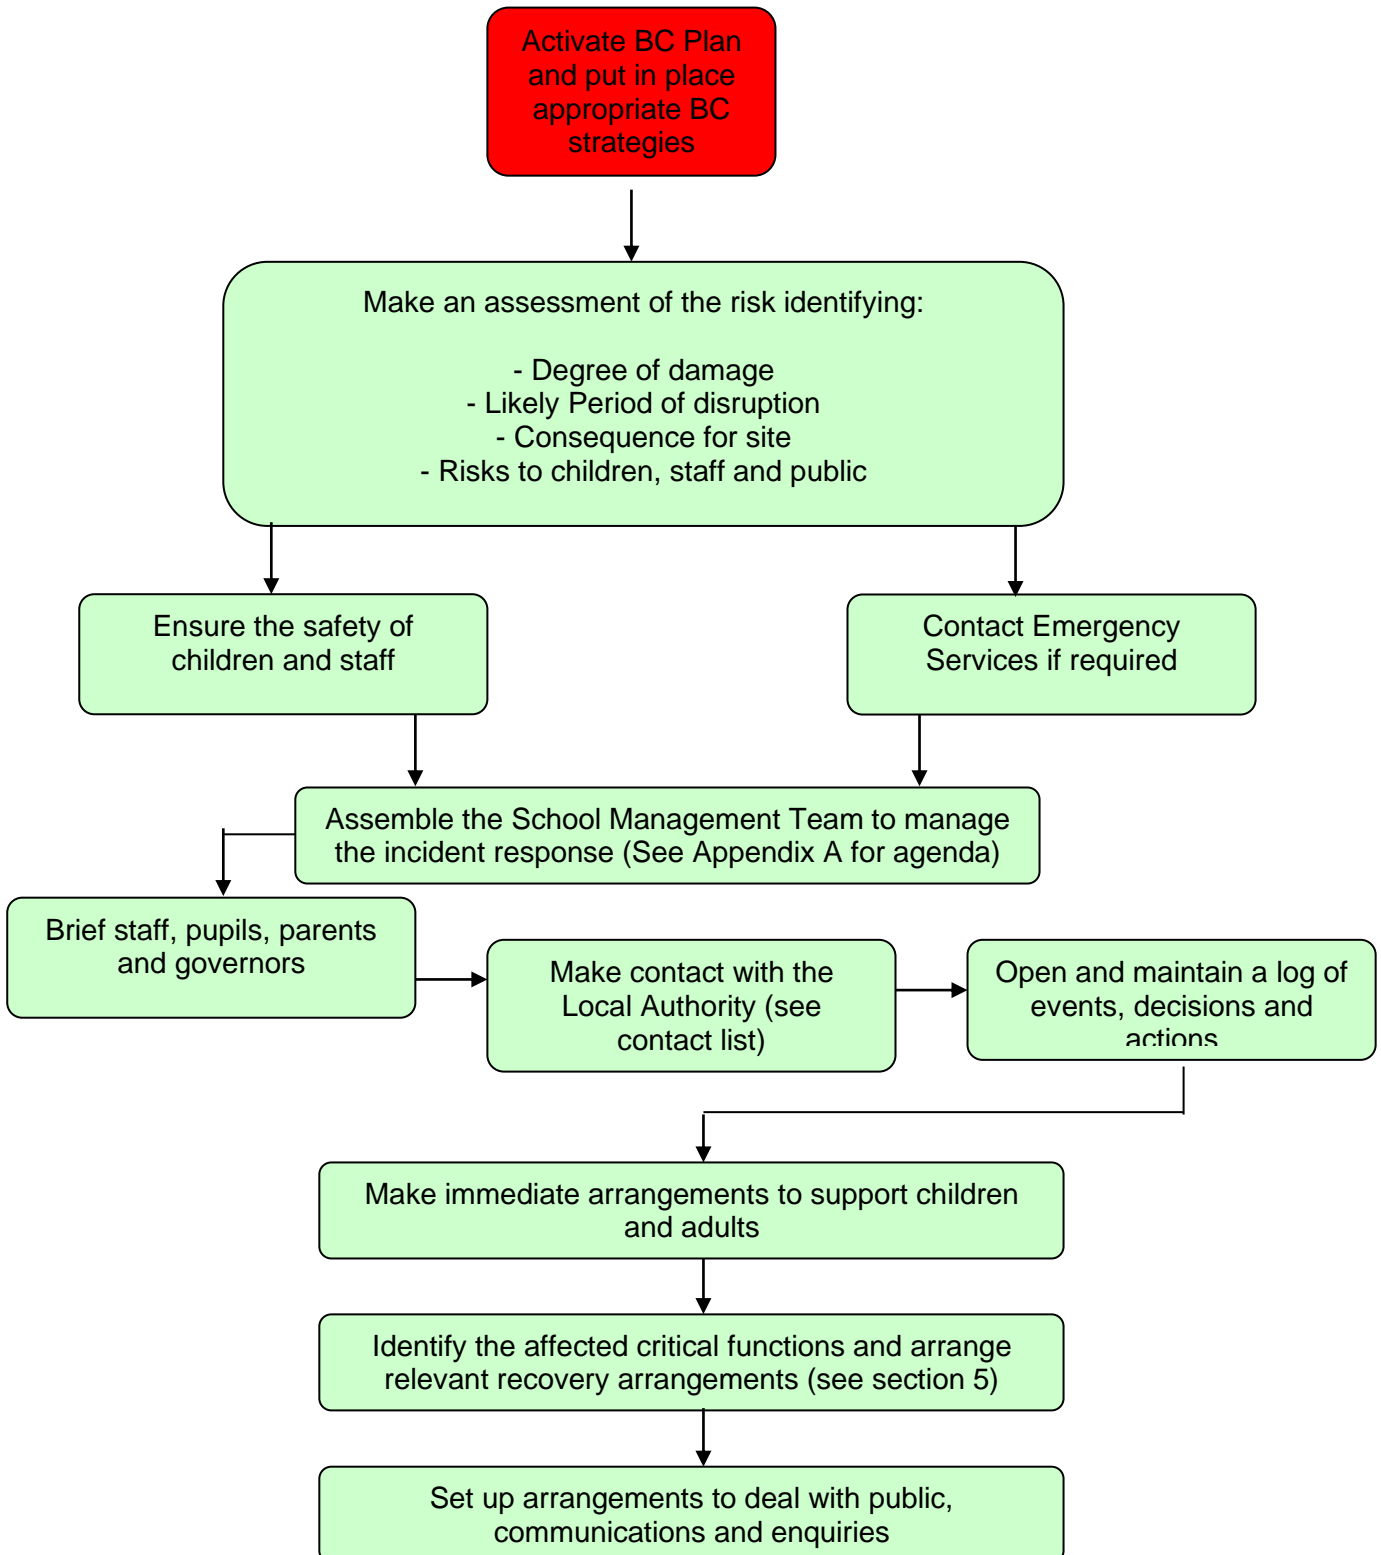 Activate BC Plan
and put in place
appropriate BC
strategies
Make an assessment of the risk identifying:
- Degree of damage
- Likely Period of disruption
- Consequence for site
- Risks to children, staff and public
Ensure the safety of
children and staff
Contact Emergency
Services if required
Assemble the School Management Team to manage
the incident response (See Appendix A for agenda)
Brief staff, pupils, parents
and governors
Make contact with the
Local Authority (see
contact list)
Open and maintain a log of
events, decisions and
actions
Make immediate arrangements to support children
and adults
Identify the affected critical functions and arrange
relevant recovery arrangements (see section 5)
Set up arrangements to deal with public,
communications and enquiries